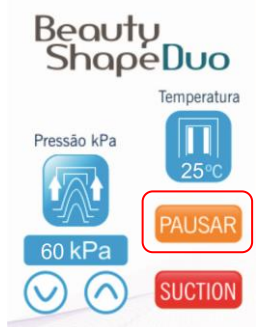 Beauty
ShapeDuo
Temperatura
25°C
Pressão kPa
60 kPa
PAUSAR
SUCTION